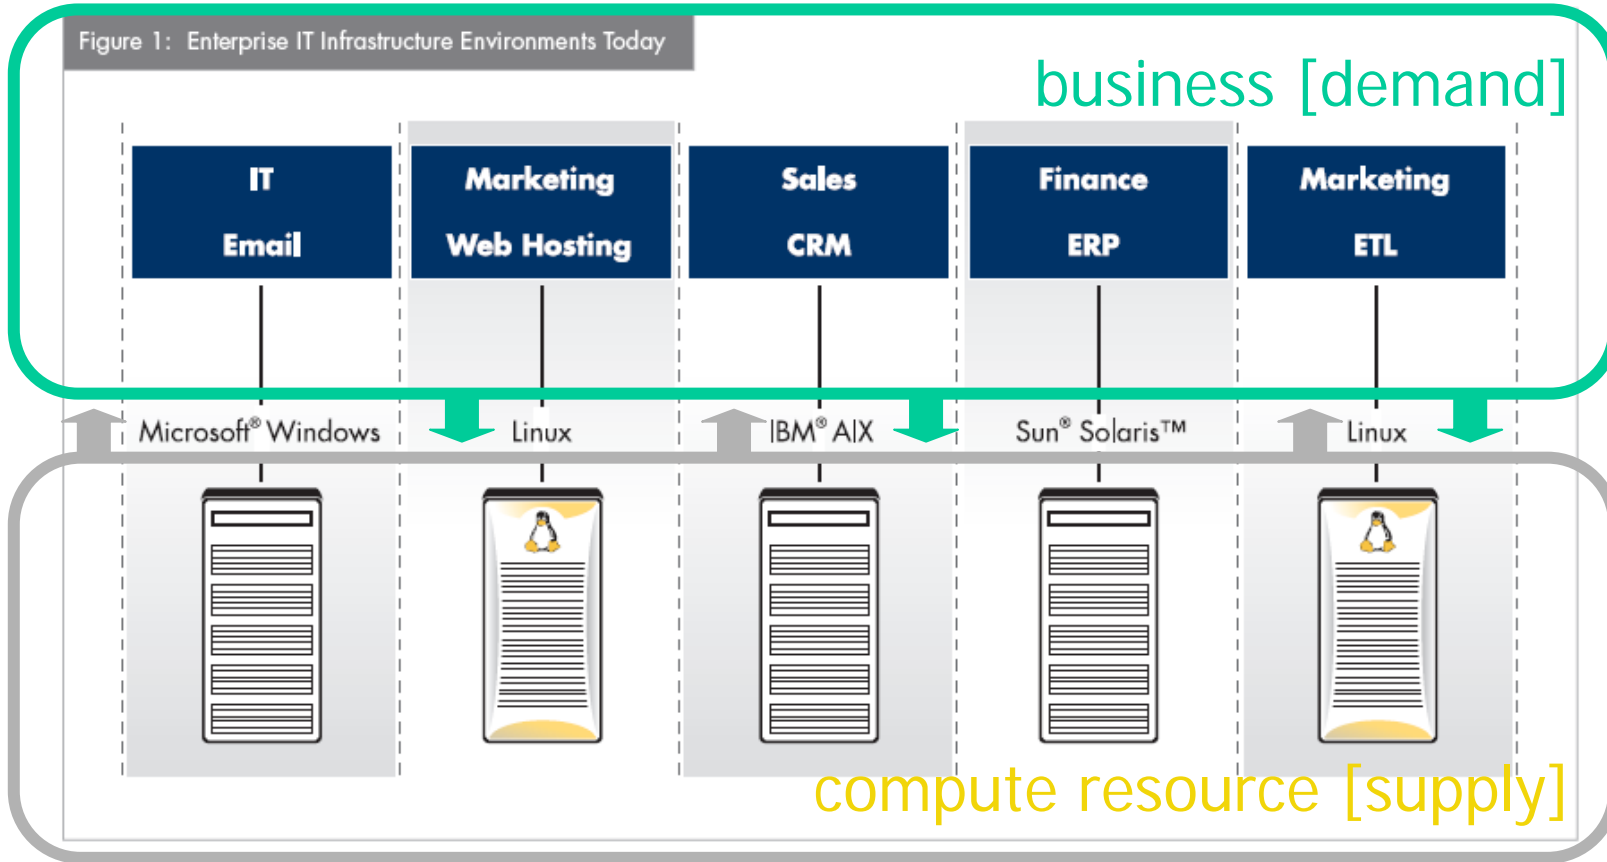 Figure 1: Enterprise IT Infrastructure Environments Today
business [demand]
IT
Email
Marketing
Web Hosting
Sales
CRM
Finance
ERP
Marketing
ETL
Microsoft® Windows
Linux
IBM® AIX
Sun® Solaris™
Linux
compute resource [supply]